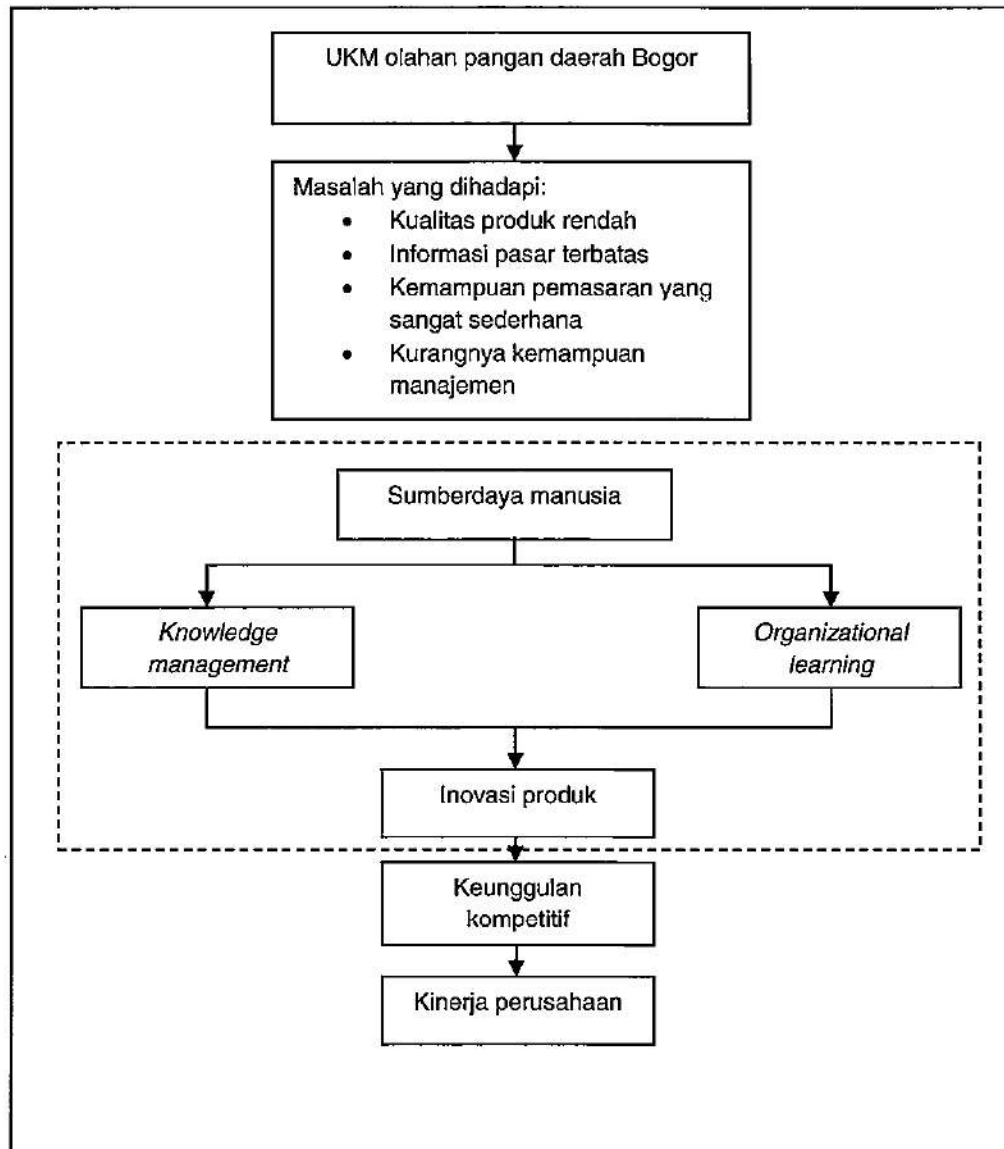 UKM olahan pangan daerah Bogor
Masalah yang dihadapi:
• Kualitas produk rendah
• Informasi pasar terbatas
• Kemampuan pemasaran yang
sangat sederhana
• Kurangnya kemampuan
manajemen
Sumberdaya manusia
Knowledge
management
Organizational
learning
Inovasi produk
Keunggulan
kompetitif
Kinerja perusahaan